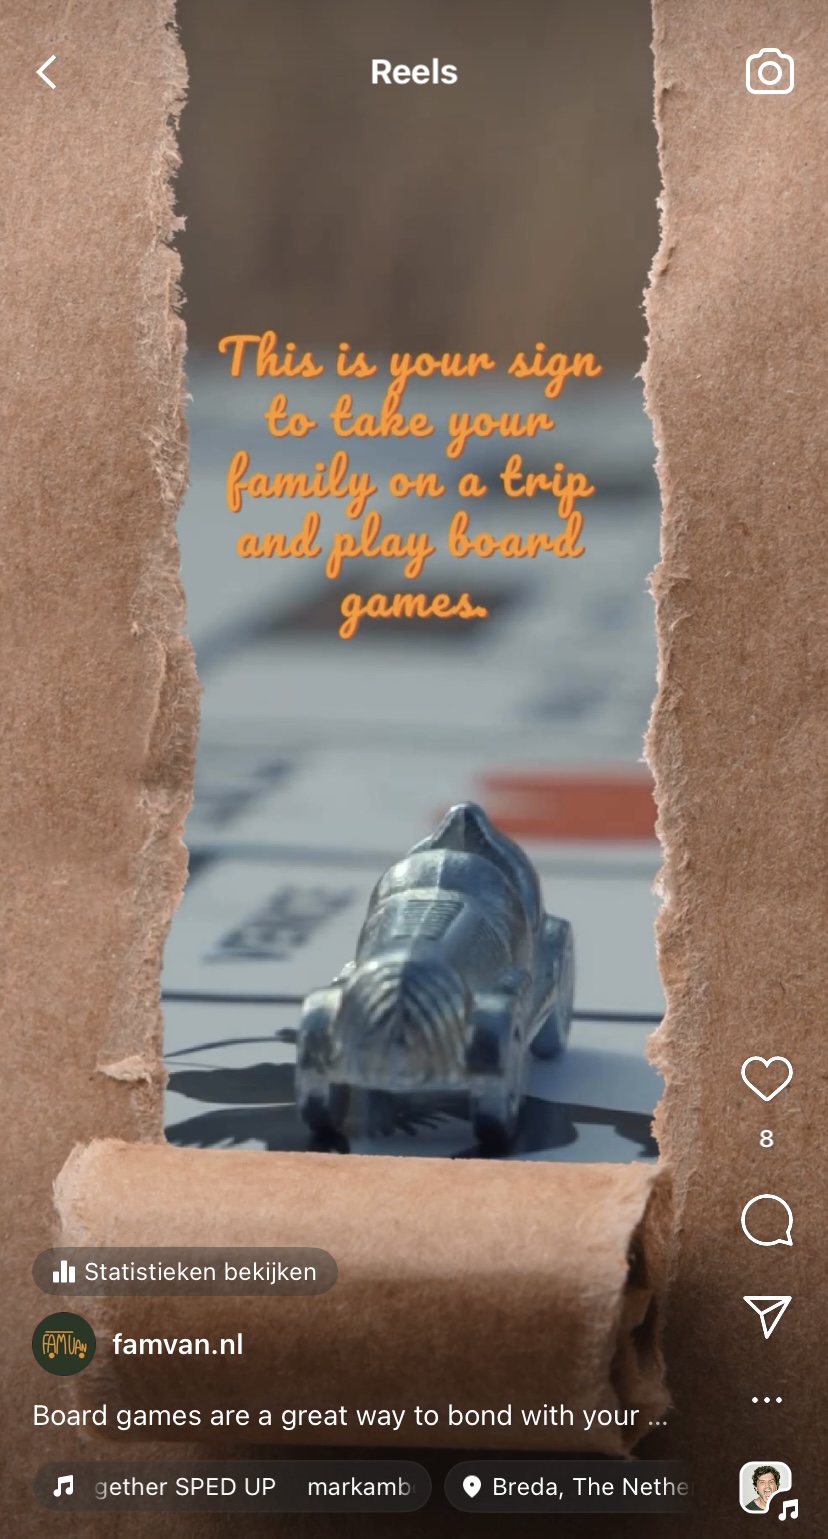 Reels
This is your sign
to take your
family on a trip
and play board
games.
8
Statistieken bekijken
FAMVAN
famvan.nl
Board games are a great way to bond with your ...
gether SPED UP markamb
Breda, The Nethe